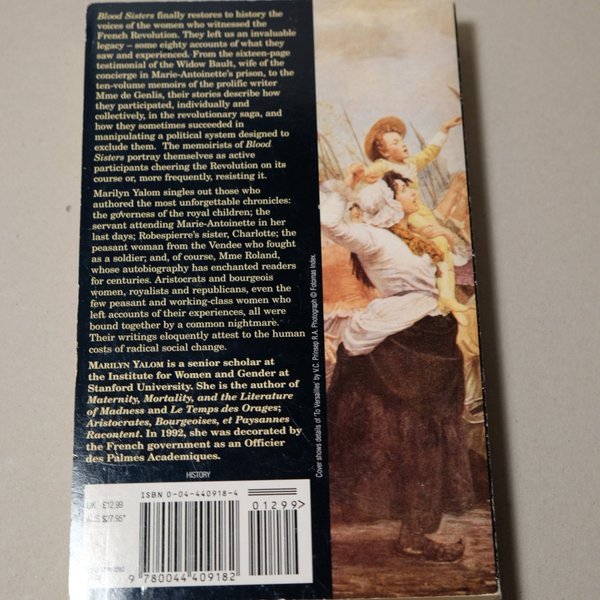 Blood Sisters finally restores to history the
voices of the women who witnessed the
French Revolution. They left us an invaluable
legacy – some eighty accounts of what they
saw and experienced. From the sixteen-page
testimonial of the Widow Bault, wife of the
concierge in Marie-Antoinette's prison, to the
ten-volume memoirs of the prolific writer
Mme de Genlis, their stories describe how
they participated, individually and
collectively, in the revolutionary saga, and
how they sometimes succeeded in
manipulating a political system designed to
exclude them. The memoirists of Blood
Sisters portray themselves as active
participants cheering the Revolution on its
course or, more frequently, resisting it.
Marilyn Yalom singles out those who
authored the most unforgettable chronicles:
the governess of the royal children; the
servant attending Marie-Antoinette in her
last days; Robespierre's sister, Charlotte; the
peasant woman from the Vendee who fought
as a soldier; and, of course, Mme Roland,
whose autobiography has enchanted readers
for centuries. Aristocrats and bourgeois
women, royalists and republicans, even the
few peasant and working-class women who
left accounts of their experiences, all were
bound together by a common nightmare.
Their writings eloquently attest to the human
costs of radical social change.
MARILYN YALOM is a senior scholar at
the Institute for Women and Gender at
Stanford University. She is the author of
Maternity, Mortality, and the Literature
of Madness and Le Temps des Orages;
Aristocrates, Bourgeoises, et Paysannes
Racontent. In 1992, she was decorated by
the French government as an Officier
des Palmes Academiques.
HISTORY
Cover shows details of 'To Versailles' by V.C. Prinsep R.A. Photograph © Fotomas Index.
UK £12.99
AUS $27.95*
ISBN 0-04-440918-4
01299>
9 780044 409182